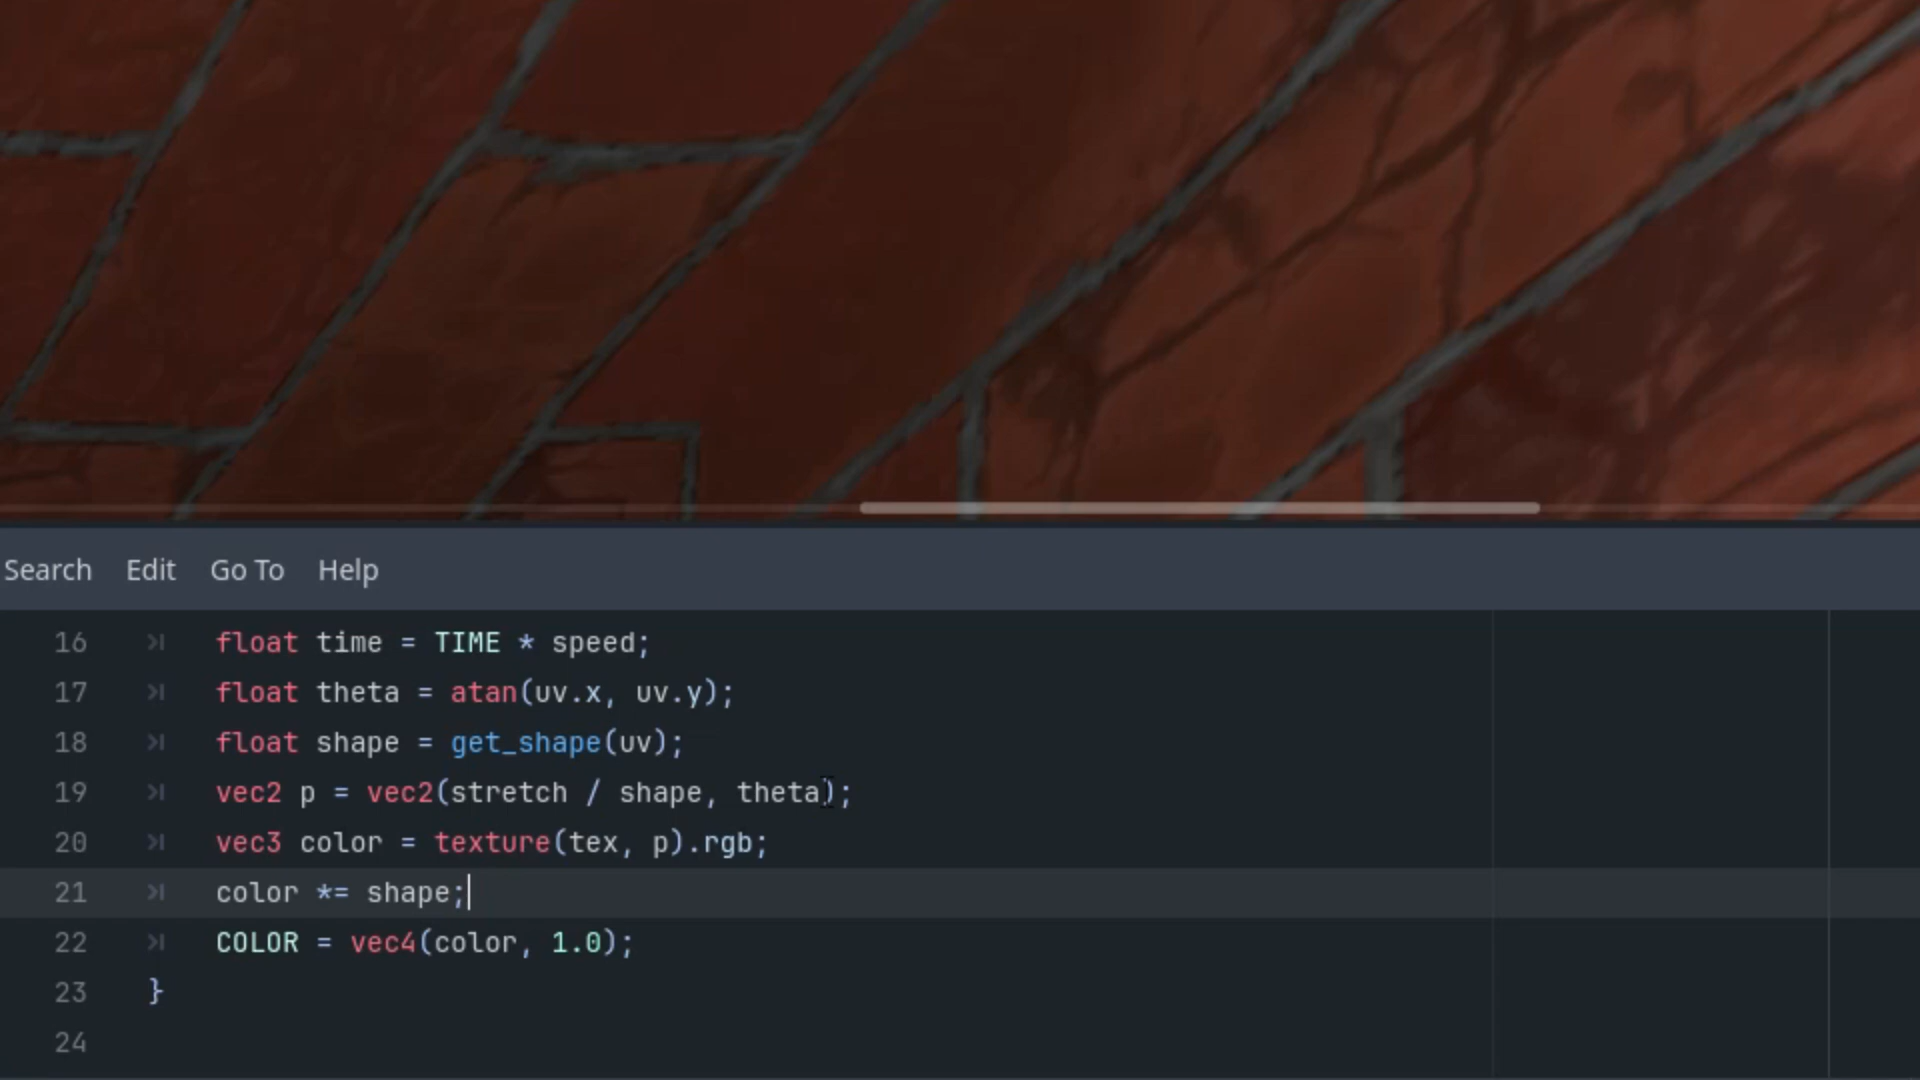 Search Edit Go To Help
16 float time = TIME * speed;
17 float theta = atan(uv.x, uv.y);
18 float shape = get_shape(uv);
19 vec2 p = vec2(stretch / shape, theta);
20 vec3 color = texture(tex, p).rgb;
21 color *= shape;
22 COLOR = vec4(color, 1.0);
23 }
24